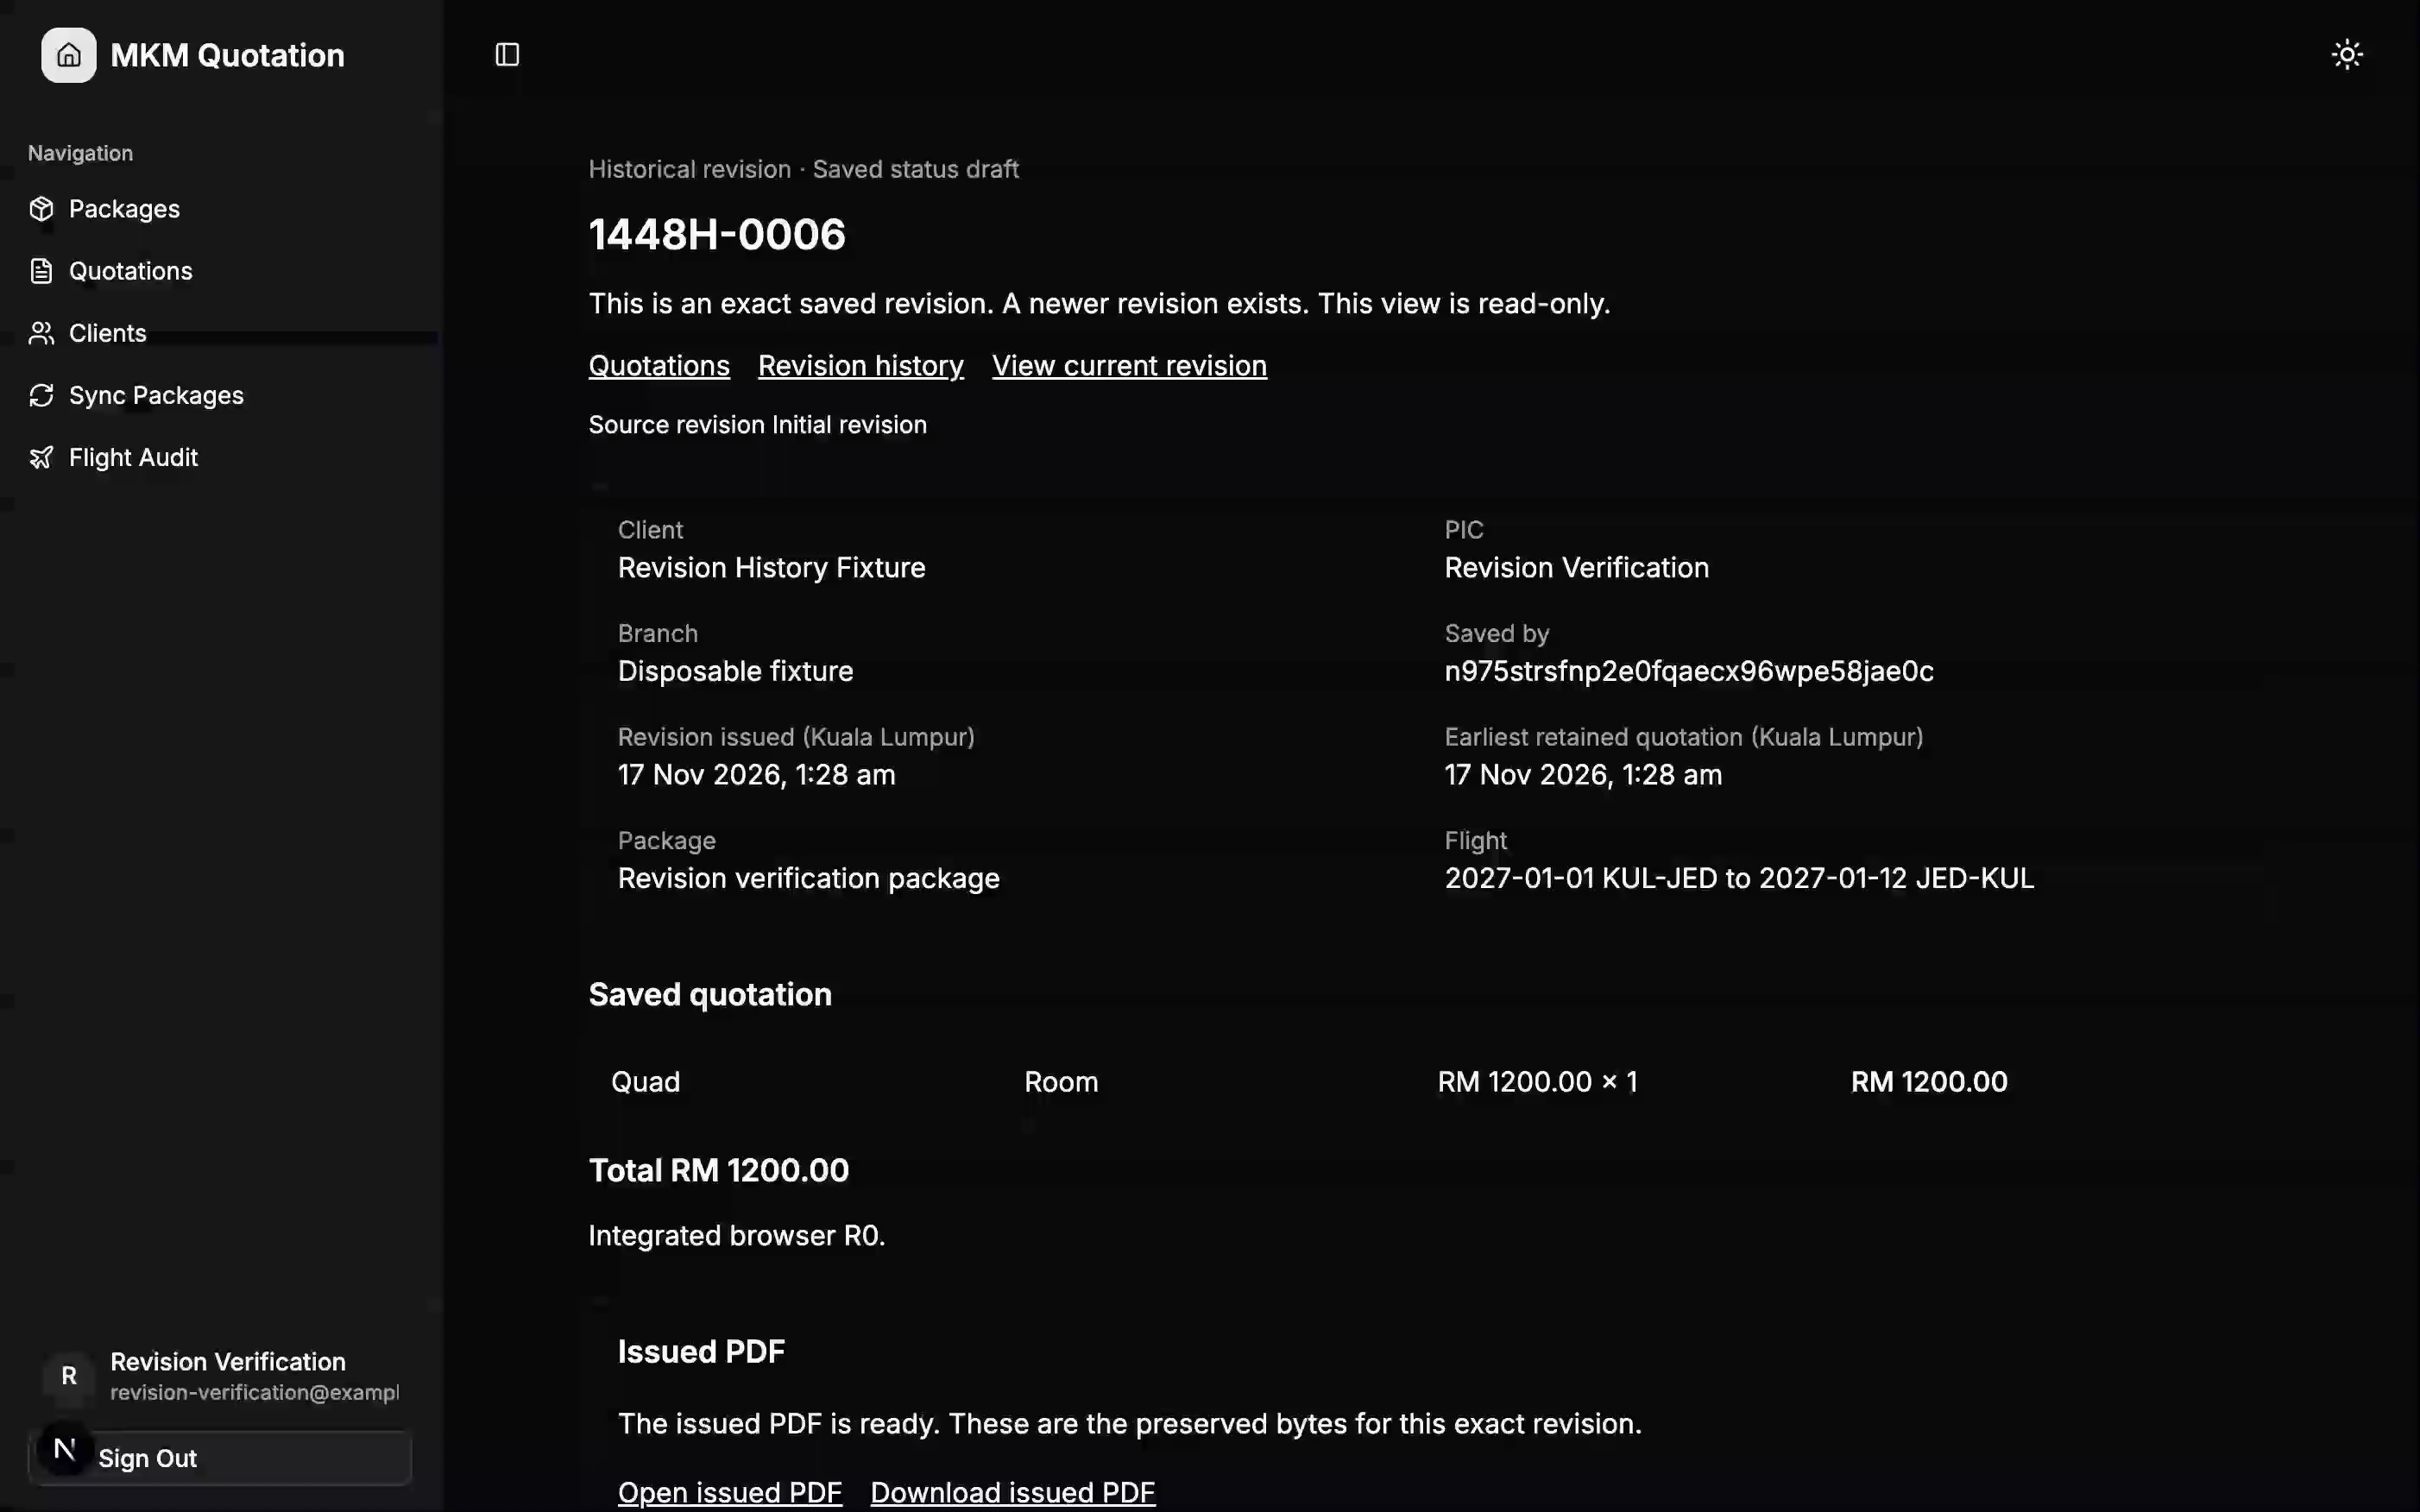 MKM Quotation
Navigation
Packages
Quotations
Clients
Sync Packages
Flight Audit
Revision Verification
R
revision-verification@exampl
N
Sign Out
Historical revision · Saved status draft
1448H-0006
This is an exact saved revision. A newer revision exists. This view is read-only.
Quotations Revision history View current revision
Source revision Initial revision
Client
Revision History Fixture
PIC
Revision Verification
Branch
Disposable fixture
Saved by
n975strsfnp2e0fqaecx96wpe58jae0c
Revision issued (Kuala Lumpur)
17 Nov 2026, 1:28 am
Earliest retained quotation (Kuala Lumpur)
17 Nov 2026, 1:28 am
Package
Revision verification package
Flight
2027-01-01 KUL-JED to 2027-01-12 JED-KUL
Saved quotation
Quad Room RM 1200.00 × 1 RM 1200.00
Total RM 1200.00
Integrated browser R0.
Issued PDF
The issued PDF is ready. These are the preserved bytes for this exact revision.
Open issued PDF Download issued PDF